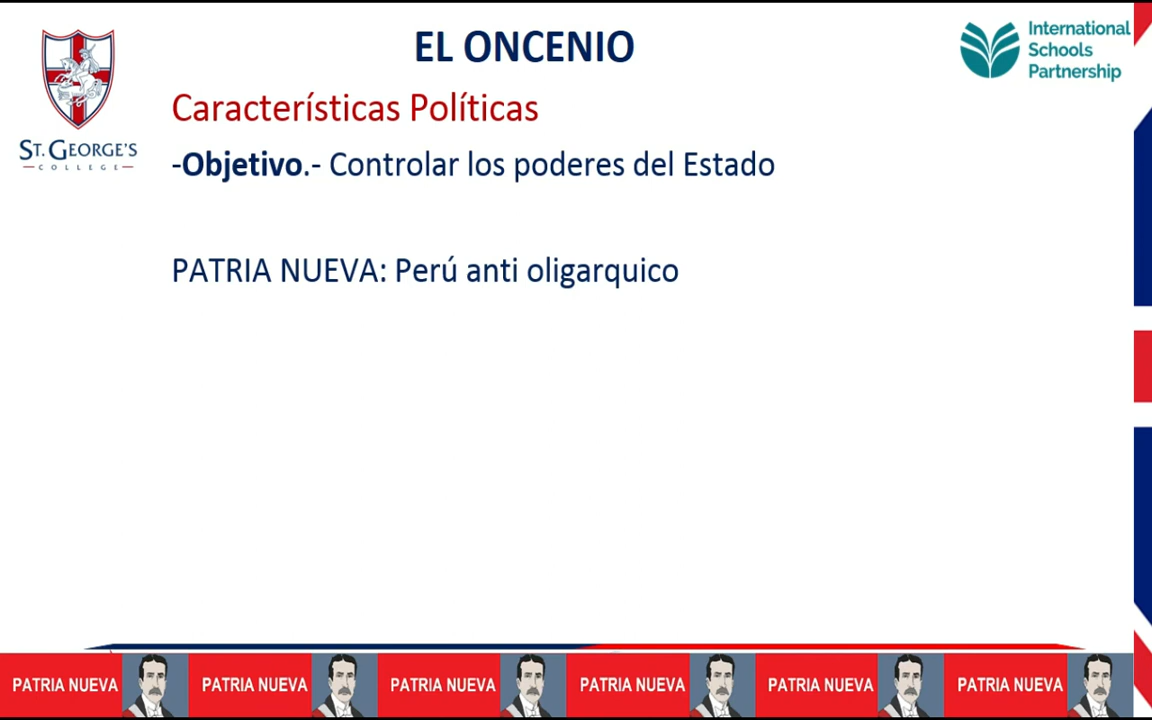 EL ONCENIO
International
Schools
Partnership
ST. GEORGE'S
COLLEGE
Características Políticas
-Objetivo.- Controlar los poderes del Estado
PATRIA NUEVA: Perú anti oligarquico
PATRIA NUEVA PATRIA NUEVA PATRIA NUEVA PATRIA NUEVA PATRIA NUEVA PATRIA NUEVA